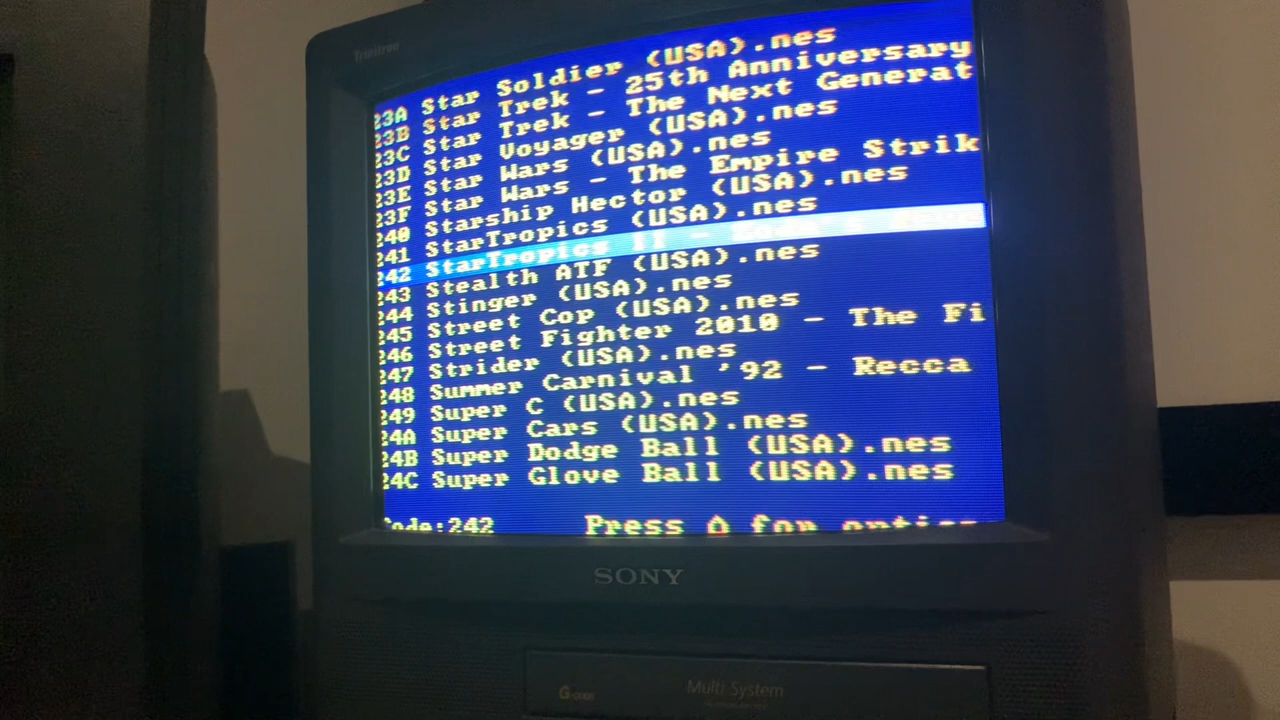 Trinitron
23A Star Soldier (USA).nes
23B Star Trek - 25th Anniversary
23C Star Trek - The Next Generat
23D Star Voyager (USA).nes
23E Star Wars (USA).nes
23F Star Wars - The Empire Strik
240 Starship Hector (USA).nes
241 StarTropics (USA).nes
242 StarTropics II - Zoda's
243 Stealth ATF (USA).nes
244 Stinger (USA).nes
245 Street Cop (USA).nes
246 Street Fighter 2010 - The Fi
247 Strider (USA).nes
248 Summer Carnival '92 - Recca
249 Super C (USA).nes
24A Super Cars (USA).nes
24B Super Dodge Ball (USA).nes
24C Super Glove Ball (USA).nes
Code:242 Press A for option
SONY
Multi System